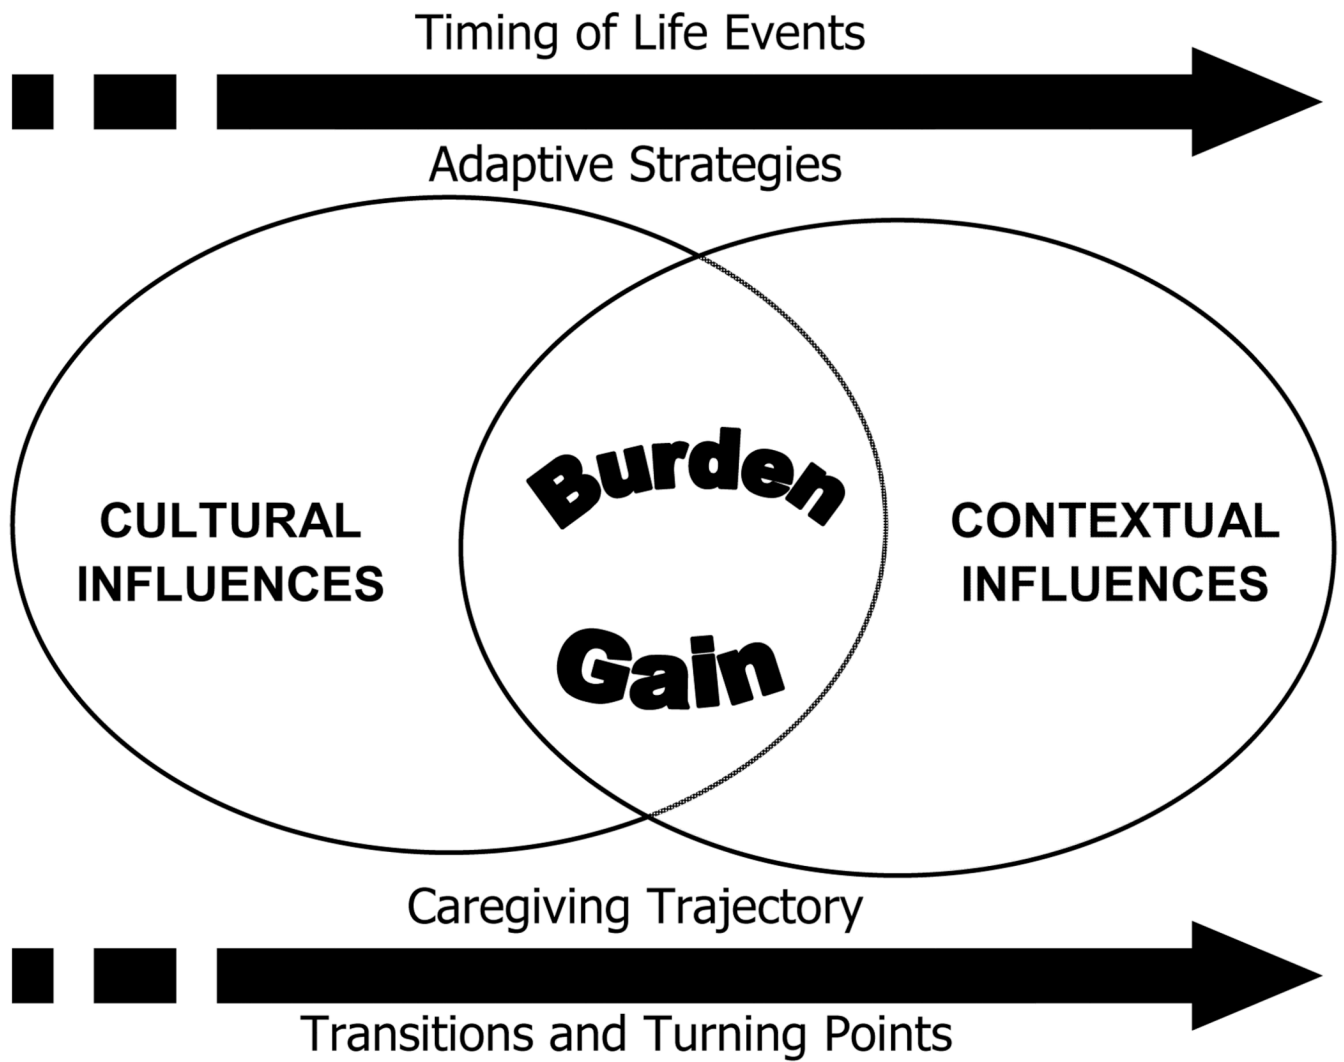 Timing of Life Events
Adaptive Strategies
Burden
CULTURAL
INFLUENCES
CONTEXTUAL
INFLUENCES
Gain
Caregiving Trajectory
Transitions and Turning Points